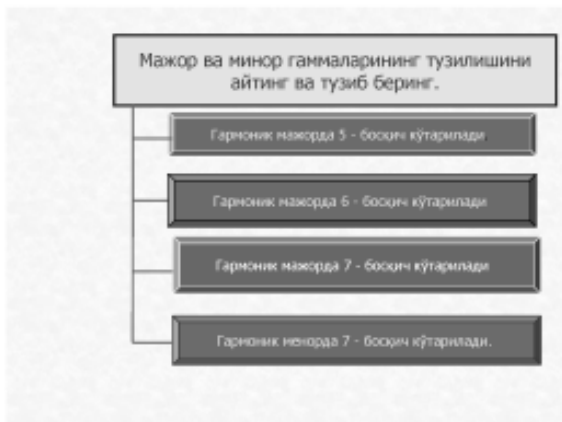 Мажор ва минор гаммаларининг тузилишини
айтинг ва тузиб беринг.
Гармоник мажорда 5 - босқич кўтарилади.
Гармоник мажорда 6 - босқич кўтарилади
Гармоник мажорда 7 - босқич кўтарилади
Гармоник менорда 7 - босқич кўтарилади.